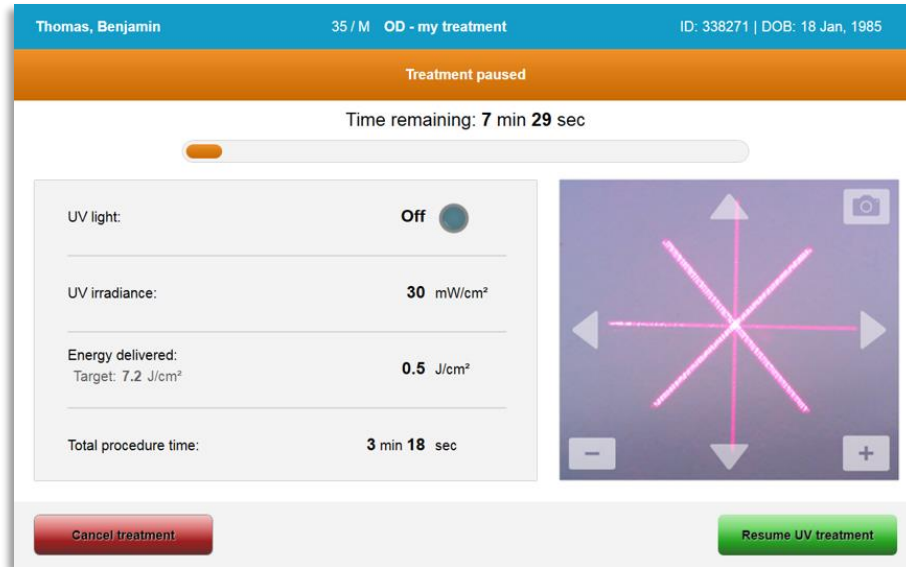 Thomas, Benjamin 35 / M OD - my treatment ID: 338271 | DOB: 18 Jan, 1985
Treatment paused
Time remaining: 7 min 29 sec
UV light: Off
UV irradiance: 30 mW/cm²
Energy delivered:
Target: 7.2 J/cm² 0.5 J/cm²
Total procedure time: 3 min 18 sec
Cancel treatment Resume UV treatment